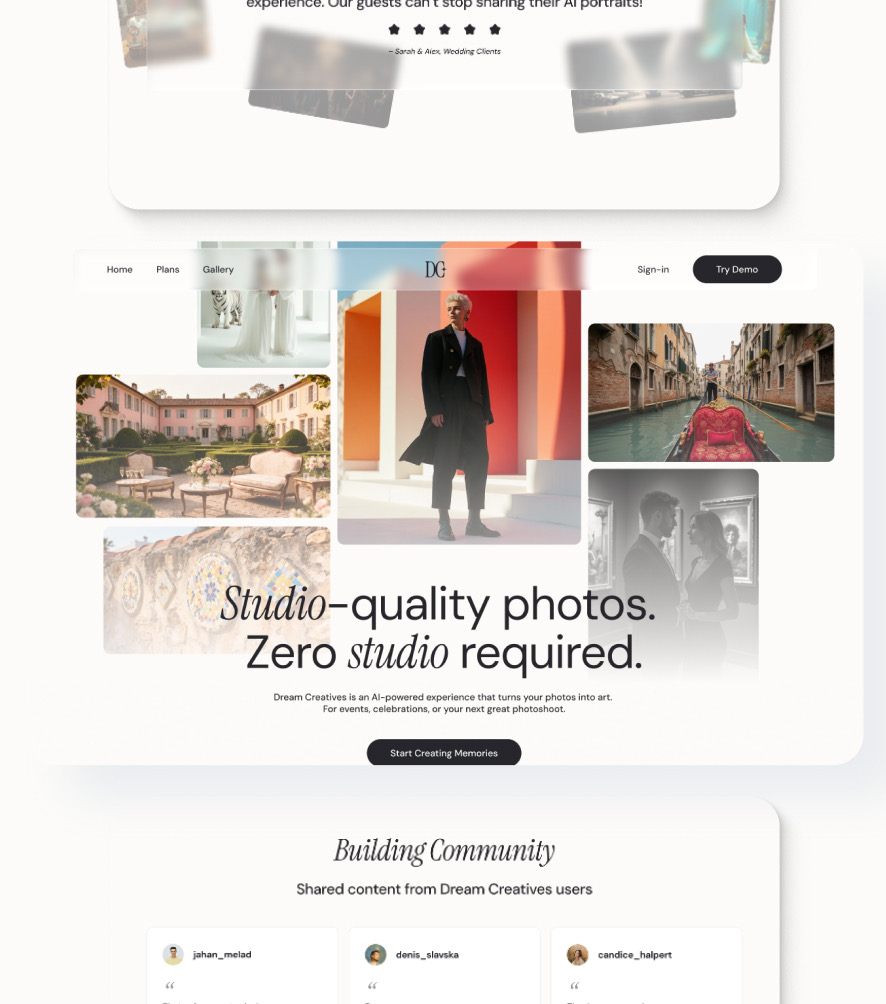 experience. Our guests can't stop sharing their AI portraits!
– Sarah & Alex, Wedding Clients
Home Plans Gallery DC Sign-in Try Demo
Studio-quality photos.
Zero studio required.
Dream Creatives is an AI-powered experience that turns your photos into art.
For events, celebrations, or your next great photoshoot.
Start Creating Memories
Building Community
Shared content from Dream Creatives users
jahan_melad denis_slavska candice_halpert
“ “ “